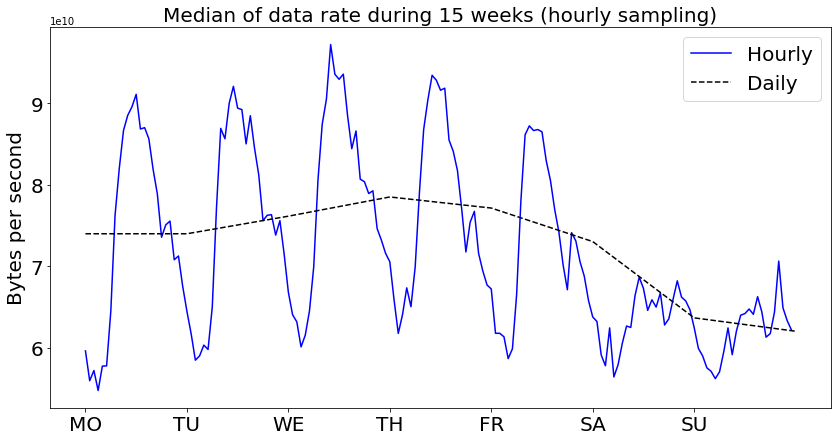 Median of data rate during 15 weeks (hourly sampling)
1e10
Hourly
Daily
Bytes per second
9
8
7
6
MO TU WE TH FR SA SU